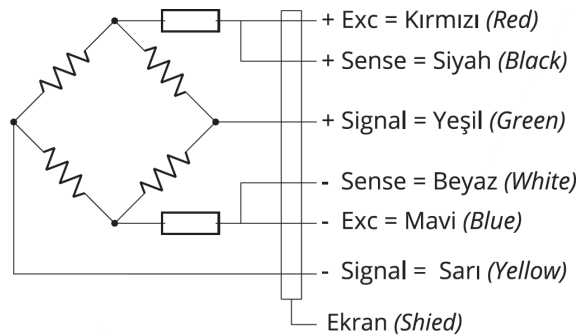 + Exc = Kırmızı (Red)
+ Sense = Siyah (Black)
+ Signal = Yeşil (Green)
- Sense = Beyaz (White)
- Exc = Mavi (Blue)
- Signal = Sarı (Yellow)
Ekran (Shied)